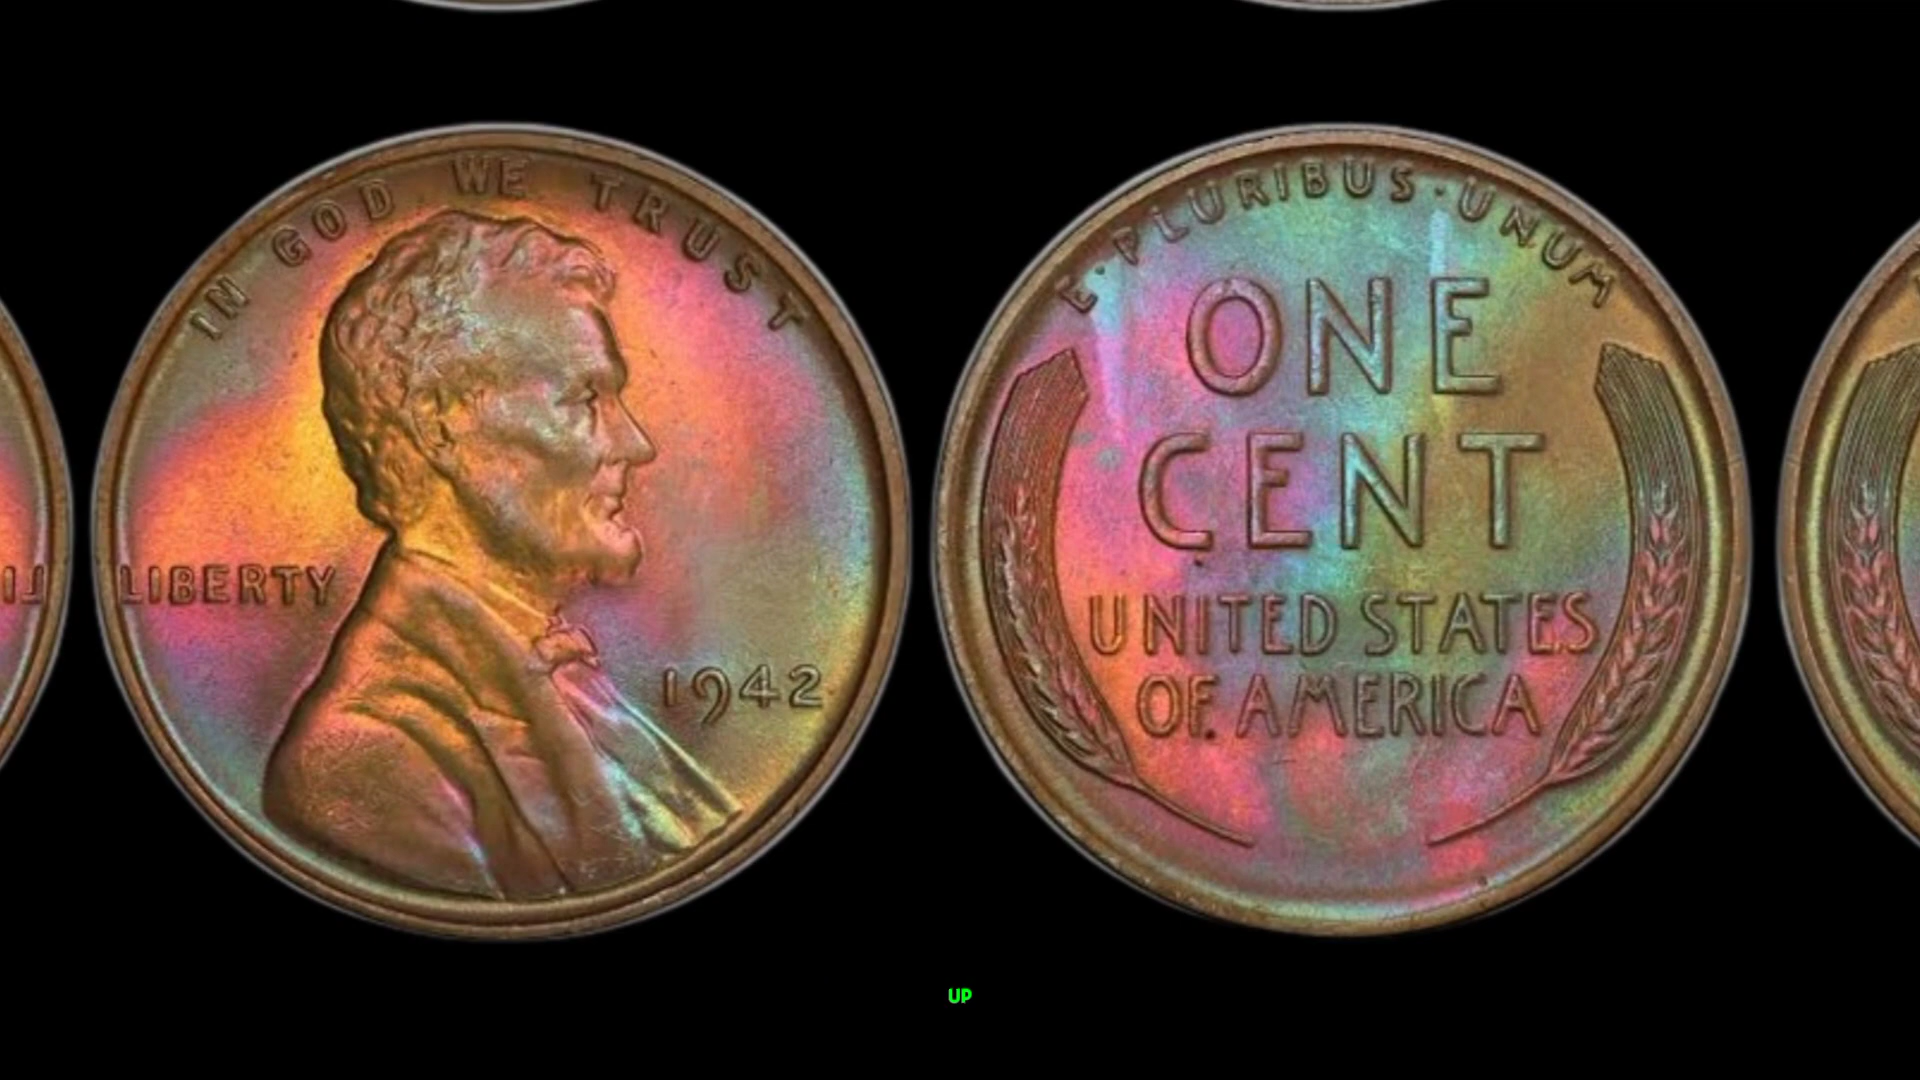 IN GOD WE TRUST
LIBERTY
1942
E·PLURIBUS·UNUM
ONE
CENT
UNITED STATES
OF AMERICA
UP